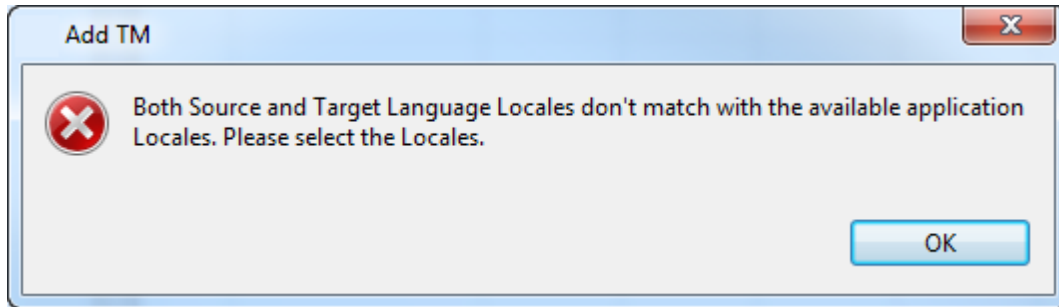 Add TM
Both Source and Target Language Locales don't match with the available application
Locales. Please select the Locales.
OK